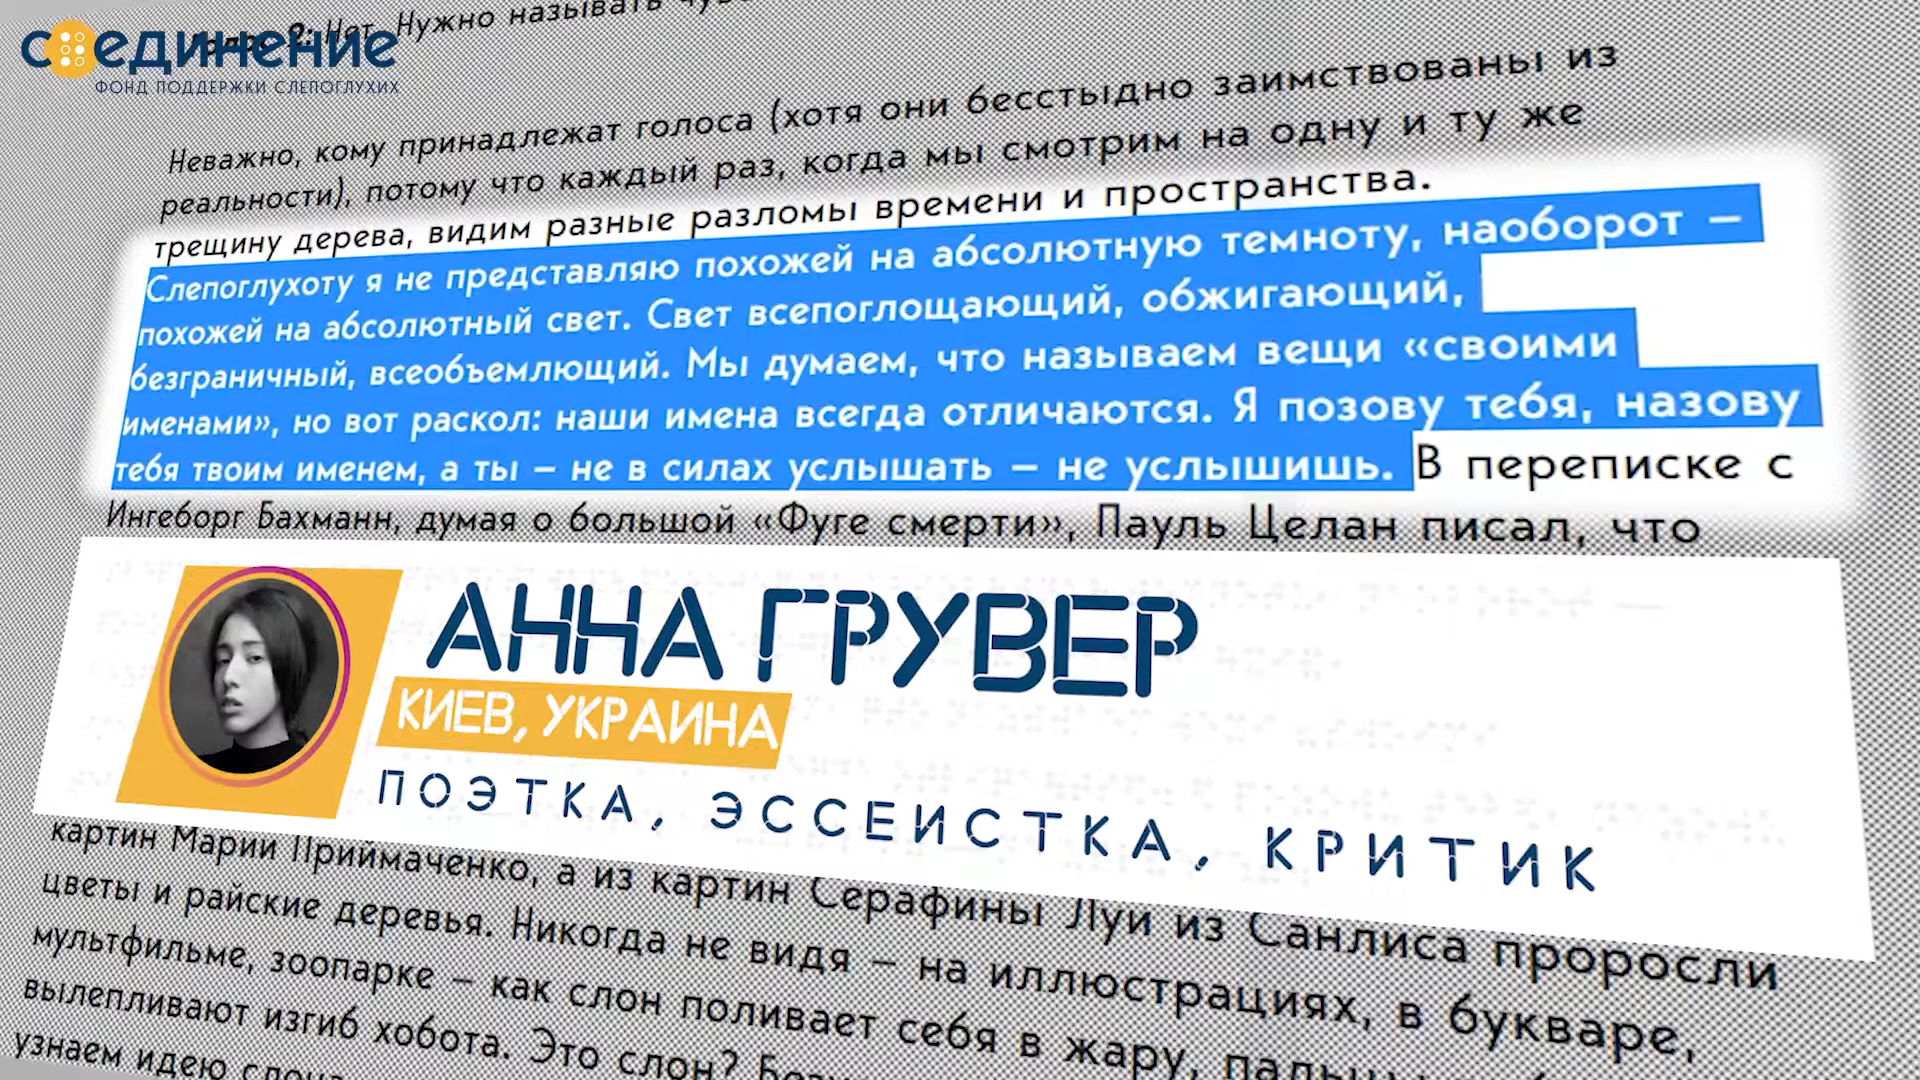 соединение
ФОНД ПОДДЕРЖКИ СЛЕПОГЛУХИХ
2: Нет. Нужно называть
Неважно, кому принадлежат голоса (хотя они бесстыдно заимствованы из
реальности), потому что каждый раз, когда мы смотрим на одну и ту же
трещину дерева, видим разные разломы времени и пространства.
Слепоглухоту я не представляю похожей на абсолютную темноту, наоборот –
похожей на абсолютный свет. Свет всепоглощающий, обжигающий,
безграничный, всеобъемлющий. Мы думаем, что называем вещи «своими
именами», но вот раскол: наши имена всегда отличаются. Я позову тебя, назову
тебя твоим именем, а ты – не в силах услышать – не услышишь. В переписке с
Ингеборг Бахманн, думая о большой «Фуге смерти», Пауль Целан писал, что
АННА ГРУВЕР
КИЕВ, УКРАИНА
ПОЭТКА, ЭССЕИСТКА, КРИТИК
картин Марии Приймаченко, а из картин Серафины Луи из Санлиса проросли
цветы и райские деревья. Никогда не видя – на иллюстрациях, в букваре,
мультфильме, зоопарке – как слон поливает себя в жару,
вылепливают изгиб хобота. Это слон?
узнаем идею